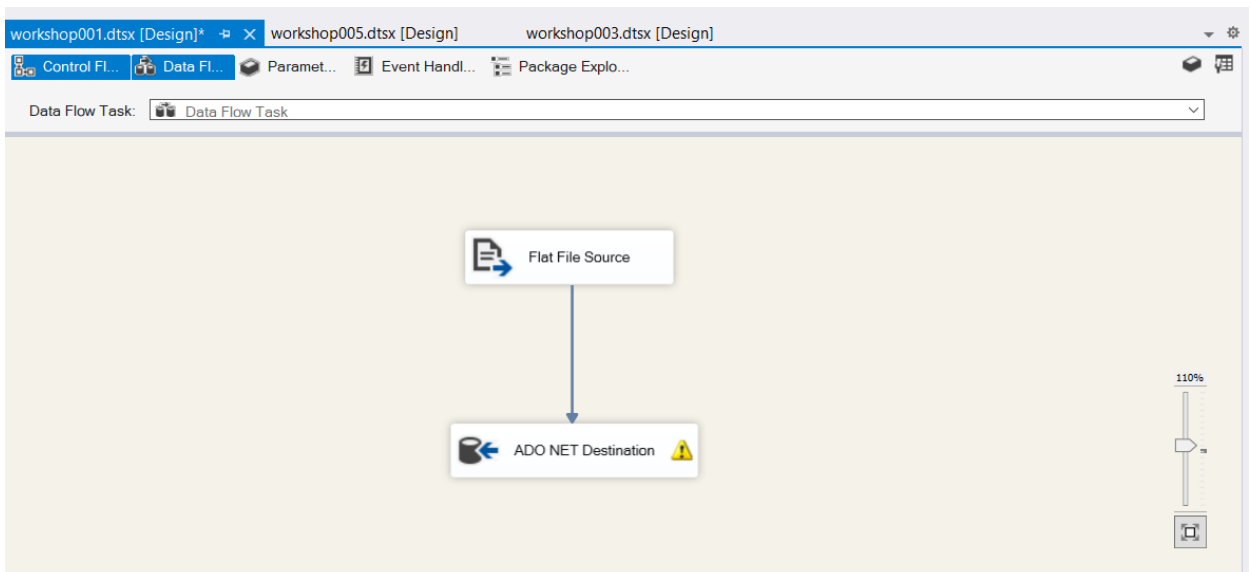 workshop001.dtsx [Design]* workshop005.dtsx [Design] workshop003.dtsx [Design]
Control Fl... Data Fl... Paramet... Event Handl... Package Explo...
Data Flow Task: Data Flow Task
Flat File Source
110%
ADO NET Destination